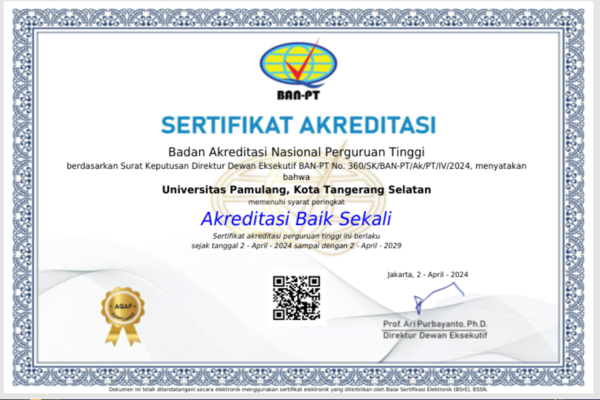 BAN-PT
SERTIFIKAT AKREDITASI
Badan Akreditasi Nasional Perguruan Tinggi
berdasarkan Surat Keputusan Direktur Dewan Eksekutif BAN-PT No. 360/SK/BAN-PT/Ak/PT/IV/2024, menyatakan
bahwa
Universitas Pamulang, Kota Tangerang Selatan
memenuhi syarat peringkat
Akreditasi Baik Sekali
Sertifikat akreditasi perguruan tinggi ini berlaku
sejak tanggal 2 - April - 2024 sampai dengan 2 - April - 2029
Jakarta, 2 - April - 2024
AQAF
Prof. Ari Purbayanto, Ph.D.
Direktur Dewan Eksekutif
Dokumen ini telah ditandatangani secara elektronik menggunakan sertifikat elektronik yang diterbitkan oleh Balai Sertifikasi Elektronik (BSrE), BSSN.